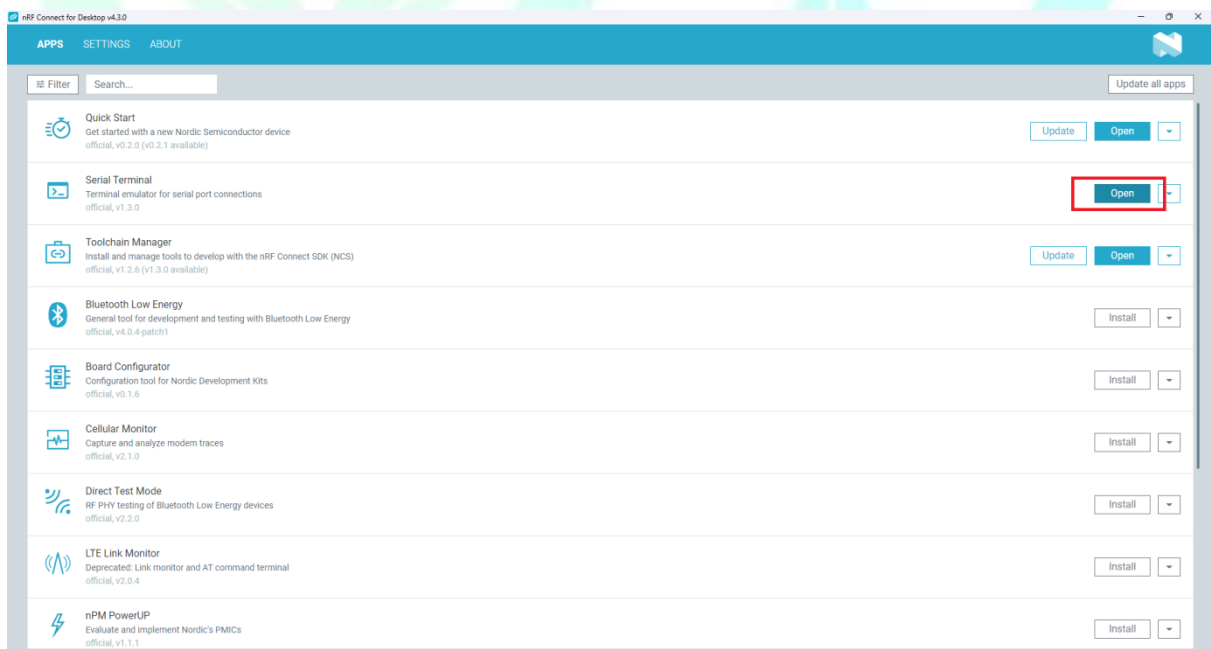 nRF Connect for Desktop v4.3.0
APPS SETTINGS ABOUT
Filter Search... Update all apps
Quick Start
Get started with a new Nordic Semiconductor device
official, v0.2.0 (v0.2.1 available)
Update Open
Serial Terminal
Terminal emulator for serial port connections
official, v1.3.0
Open
Toolchain Manager
Install and manage tools to develop with the nRF Connect SDK (NCS)
official, v1.2.6 (v1.3.0 available)
Update Open
Bluetooth Low Energy
General tool for development and testing with Bluetooth Low Energy
official, v4.0.4-patch1
Install
Board Configurator
Configuration tool for Nordic Development Kits
official, v0.1.6
Install
Cellular Monitor
Capture and analyze modem traces
official, v2.1.0
Install
Direct Test Mode
RF PHY testing of Bluetooth Low Energy devices
official, v2.2.0
Install
LTE Link Monitor
Deprecated: Link monitor and AT command terminal
official, v2.0.4
Install
nPM PowerUP
Evaluate and implement Nordic's PMICs
official, v1.1.1
Install